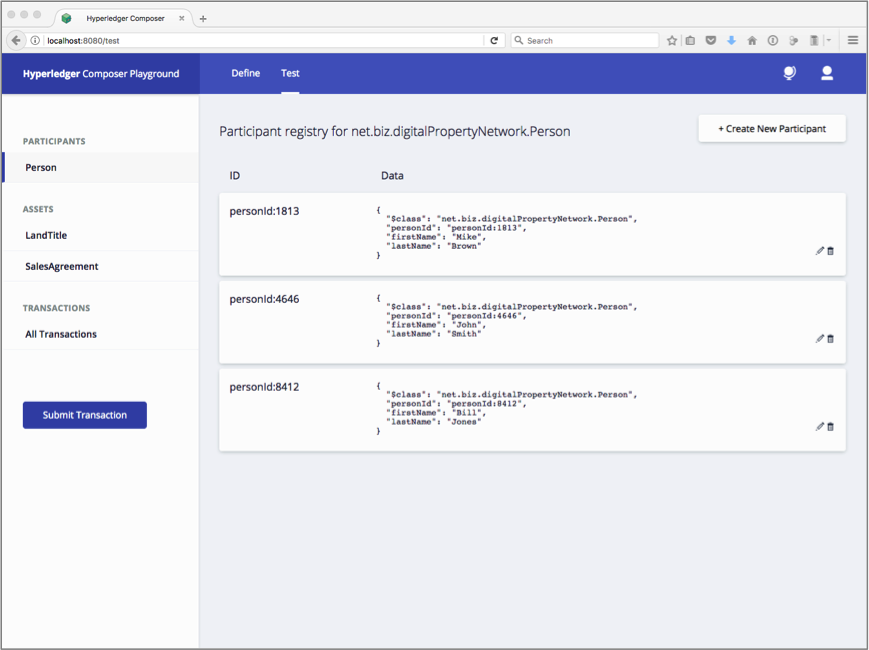 Hyperledger Composer
localhost:8080/test
Search
Hyperledger Composer Playground
Define
Test
PARTICIPANTS
Person
ASSETS
LandTitle
SalesAgreement
TRANSACTIONS
All Transactions
Submit Transaction
Participant registry for net.biz.digitalPropertyNetwork.Person
+ Create New Participant
ID Data
personId:1813
{
"$class": "net.biz.digitalPropertyNetwork.Person",
"personId": "personId:1813",
"firstName": "Mike",
"lastName": "Brown"
}
personId:4646
{
"$class": "net.biz.digitalPropertyNetwork.Person",
"personId": "personId:4646",
"firstName": "John",
"lastName": "Smith"
}
personId:8412
{
"$class": "net.biz.digitalPropertyNetwork.Person",
"personId": "personId:8412",
"firstName": "Bill",
"lastName": "Jones"
}